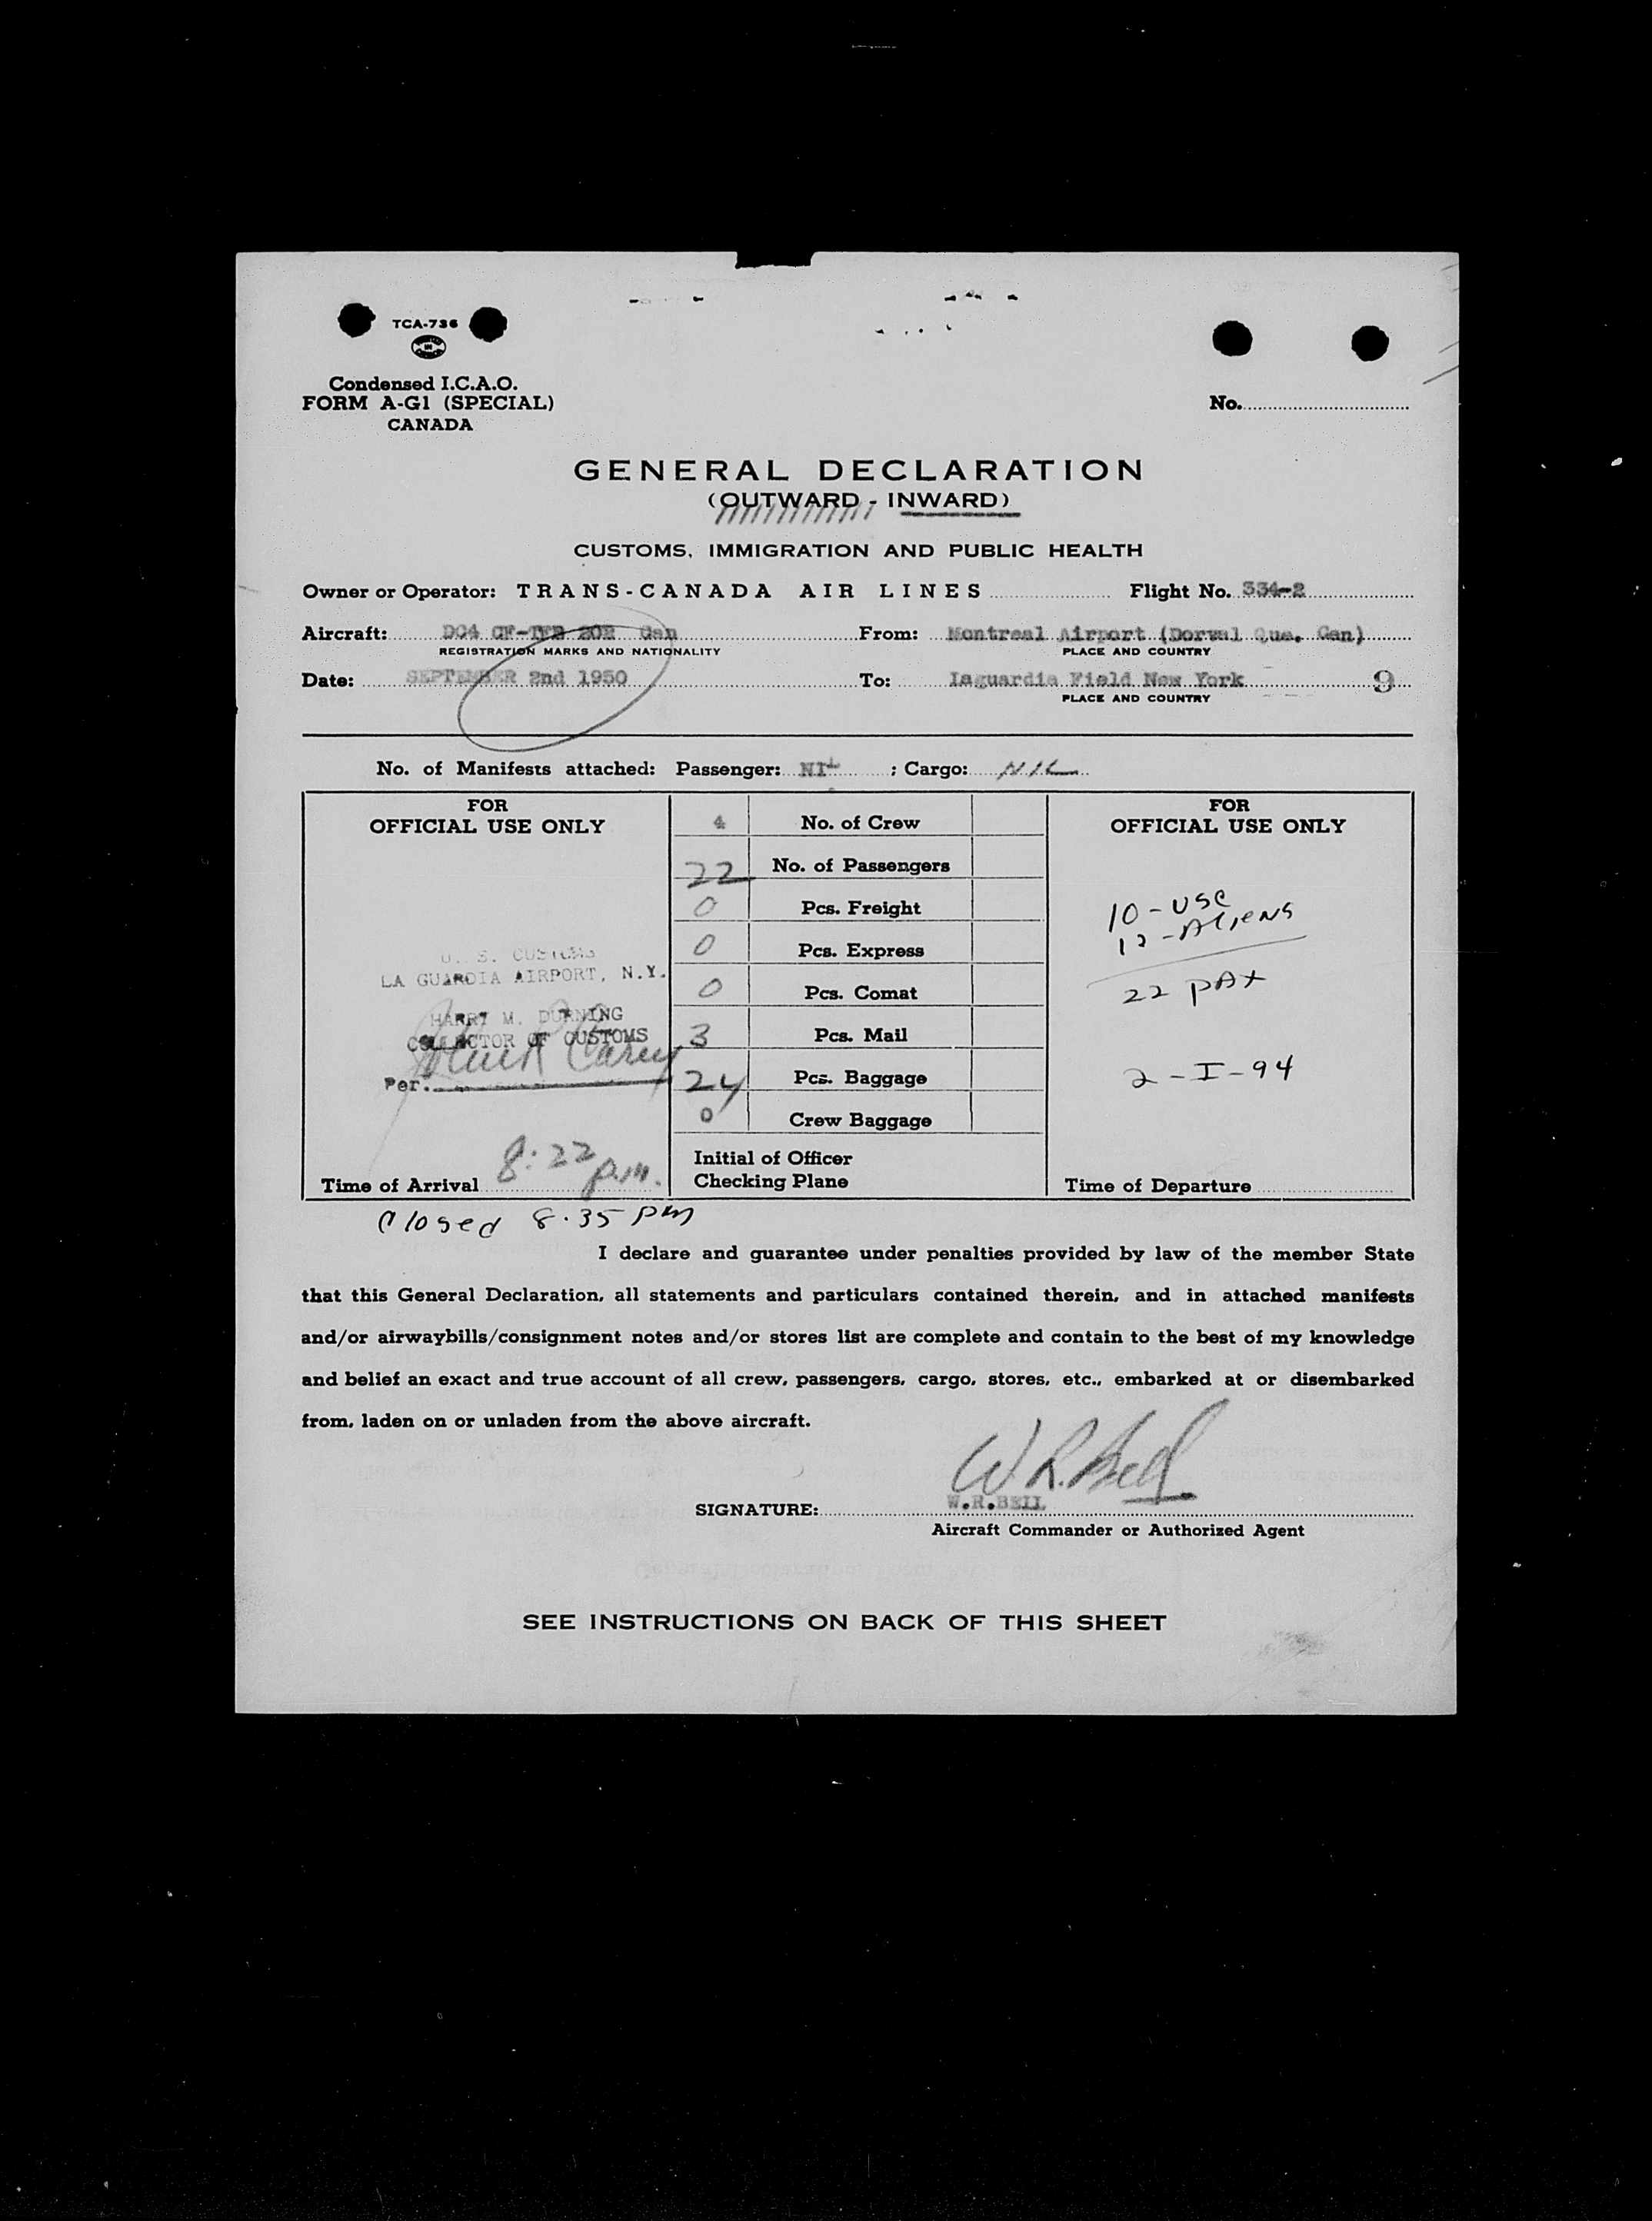 TCA-736
Condensed I.C.A.O.
FORM A-G1 (SPECIAL)
CANADA
No.
GENERAL DECLARATION
(OUTWARD - INWARD)
CUSTOMS, IMMIGRATION AND PUBLIC HEALTH
Owner or Operator: TRANS-CANADA AIR LINES Flight No. 334-2
Aircraft: DC4 CF-TFB 202 Can From: Montreal Airport (Dorval Que. Can)
REGISTRATION MARKS AND NATIONALITY PLACE AND COUNTRY
Date: SEPTEMBER 2nd 1950 To: Laguardia Field New York 9
PLACE AND COUNTRY
No. of Manifests attached: Passenger: NIL ; Cargo: NIL
FOR
OFFICIAL USE ONLY
U. S. CUSTOMS
LA GUARDIA AIRPORT, N.Y.
HARRY M. DURNING
COLLECTOR OF CUSTOMS
Per. Carey
Time of Arrival 8:22 p.m.
4 No. of Crew
22 No. of Passengers
0 Pcs. Freight
0 Pcs. Express
0 Pcs. Comat
3 Pcs. Mail
24 Pcs. Baggage
0 Crew Baggage
Initial of Officer
Checking Plane
FOR
OFFICIAL USE ONLY
10 - USC
12 - Aliens
22 PAX
2 - I - 94
Time of Departure
Closed 8.35 PM
I declare and guarantee under penalties provided by law of the member State
that this General Declaration, all statements and particulars contained therein, and in attached manifests
and/or airwaybills/consignment notes and/or stores list are complete and contain to the best of my knowledge
and belief an exact and true account of all crew, passengers, cargo, stores, etc., embarked at or disembarked
from, laden on or unladen from the above aircraft.
W R. Bell
SIGNATURE: W.R.BELL
Aircraft Commander or Authorized Agent
SEE INSTRUCTIONS ON BACK OF THIS SHEET